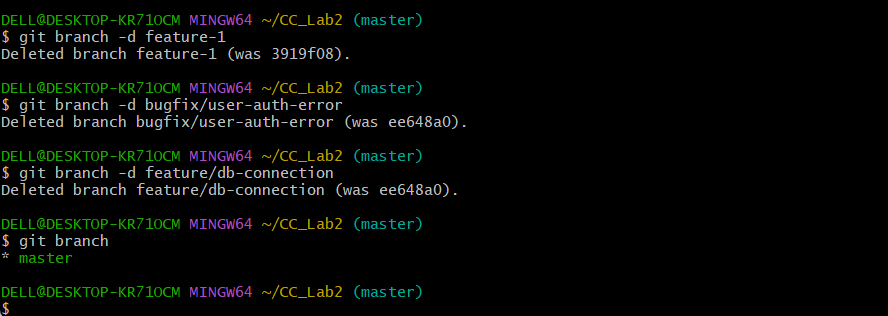 DELL@DESKTOP-KR71OCM MINGW64 ~/CC_Lab2 (master)
$ git branch -d feature-1
Deleted branch feature-1 (was 3919f08).
DELL@DESKTOP-KR71OCM MINGW64 ~/CC_Lab2 (master)
$ git branch -d bugfix/user-auth-error
Deleted branch bugfix/user-auth-error (was ee648a0).
DELL@DESKTOP-KR71OCM MINGW64 ~/CC_Lab2 (master)
$ git branch -d feature/db-connection
Deleted branch feature/db-connection (was ee648a0).
DELL@DESKTOP-KR71OCM MINGW64 ~/CC_Lab2 (master)
$ git branch
* master
DELL@DESKTOP-KR71OCM MINGW64 ~/CC_Lab2 (master)
$